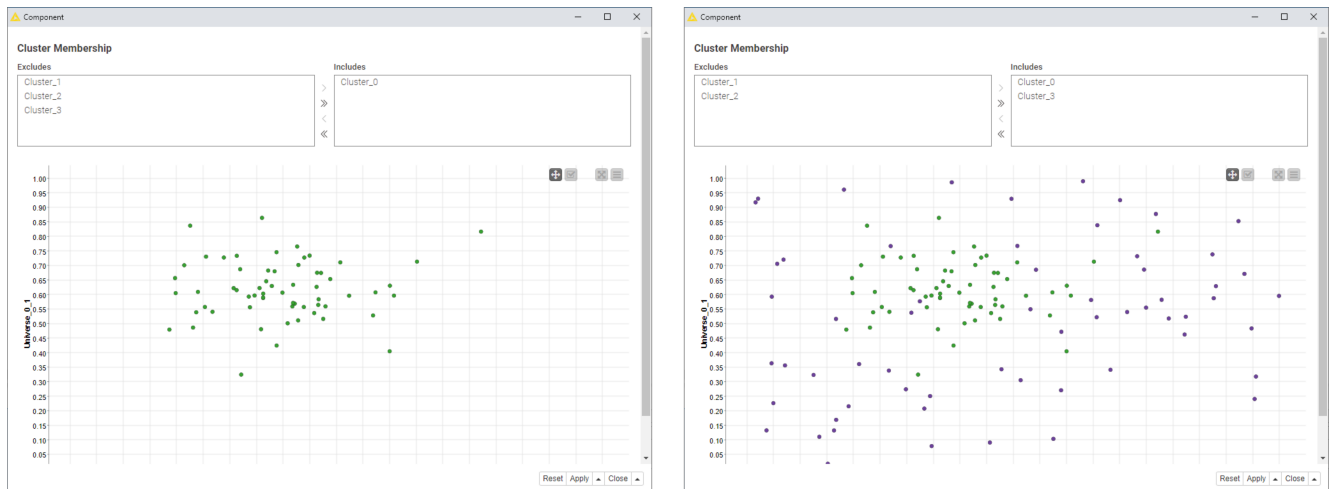 Component
Cluster Membership
Excludes
Includes
Cluster_1
Cluster_2
Cluster_3
Cluster_0
1.00
0.95
0.90
0.85
0.80
0.75
0.70
0.65
0.60
0.55
0.50
0.45
0.40
0.35
0.30
0.25
0.20
0.15
0.10
0.05
Universe_0_1
Reset Apply Close
Component
Cluster Membership
Excludes
Includes
Cluster_1
Cluster_2
Cluster_0
Cluster_3
1.00
0.95
0.90
0.85
0.80
0.75
0.70
0.65
0.60
0.55
0.50
0.45
0.40
0.35
0.30
0.25
0.20
0.15
0.10
0.05
Universe_0_1
Reset Apply Close